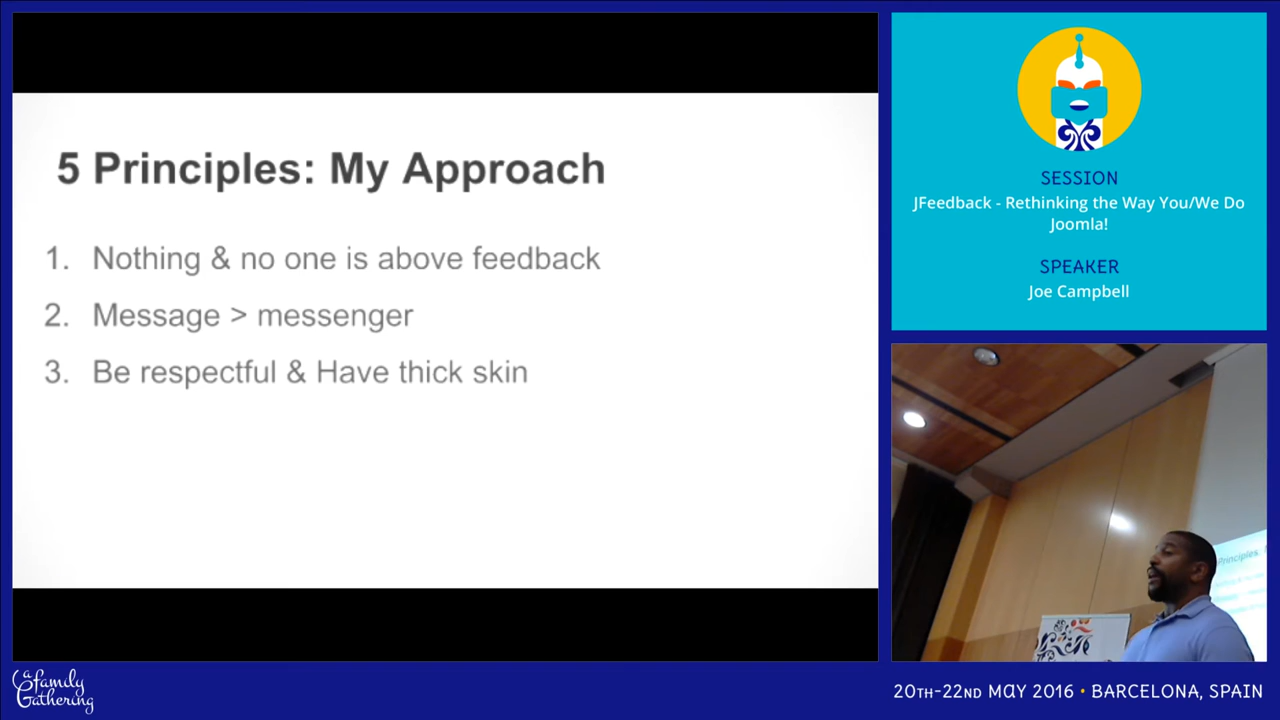 5 Principles: My Approach
1. Nothing & no one is above feedback
2. Message > messenger
3. Be respectful & Have thick skin
SESSION
JFeedback - Rethinking the Way You/We Do
Joomla!
SPEAKER
Joe Campbell
Principles
a family
Gathering
20TH-22ND MAY 2016 • BARCELONA, SPAIN